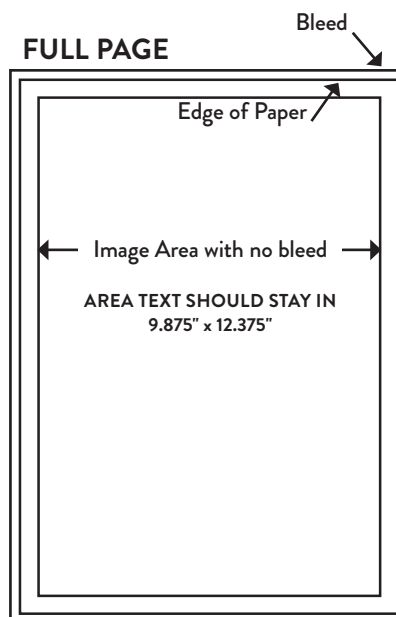 Bleed
FULL PAGE
Edge of Paper
Image Area with no bleed
AREA TEXT SHOULD STAY IN
9.875" x 12.375"